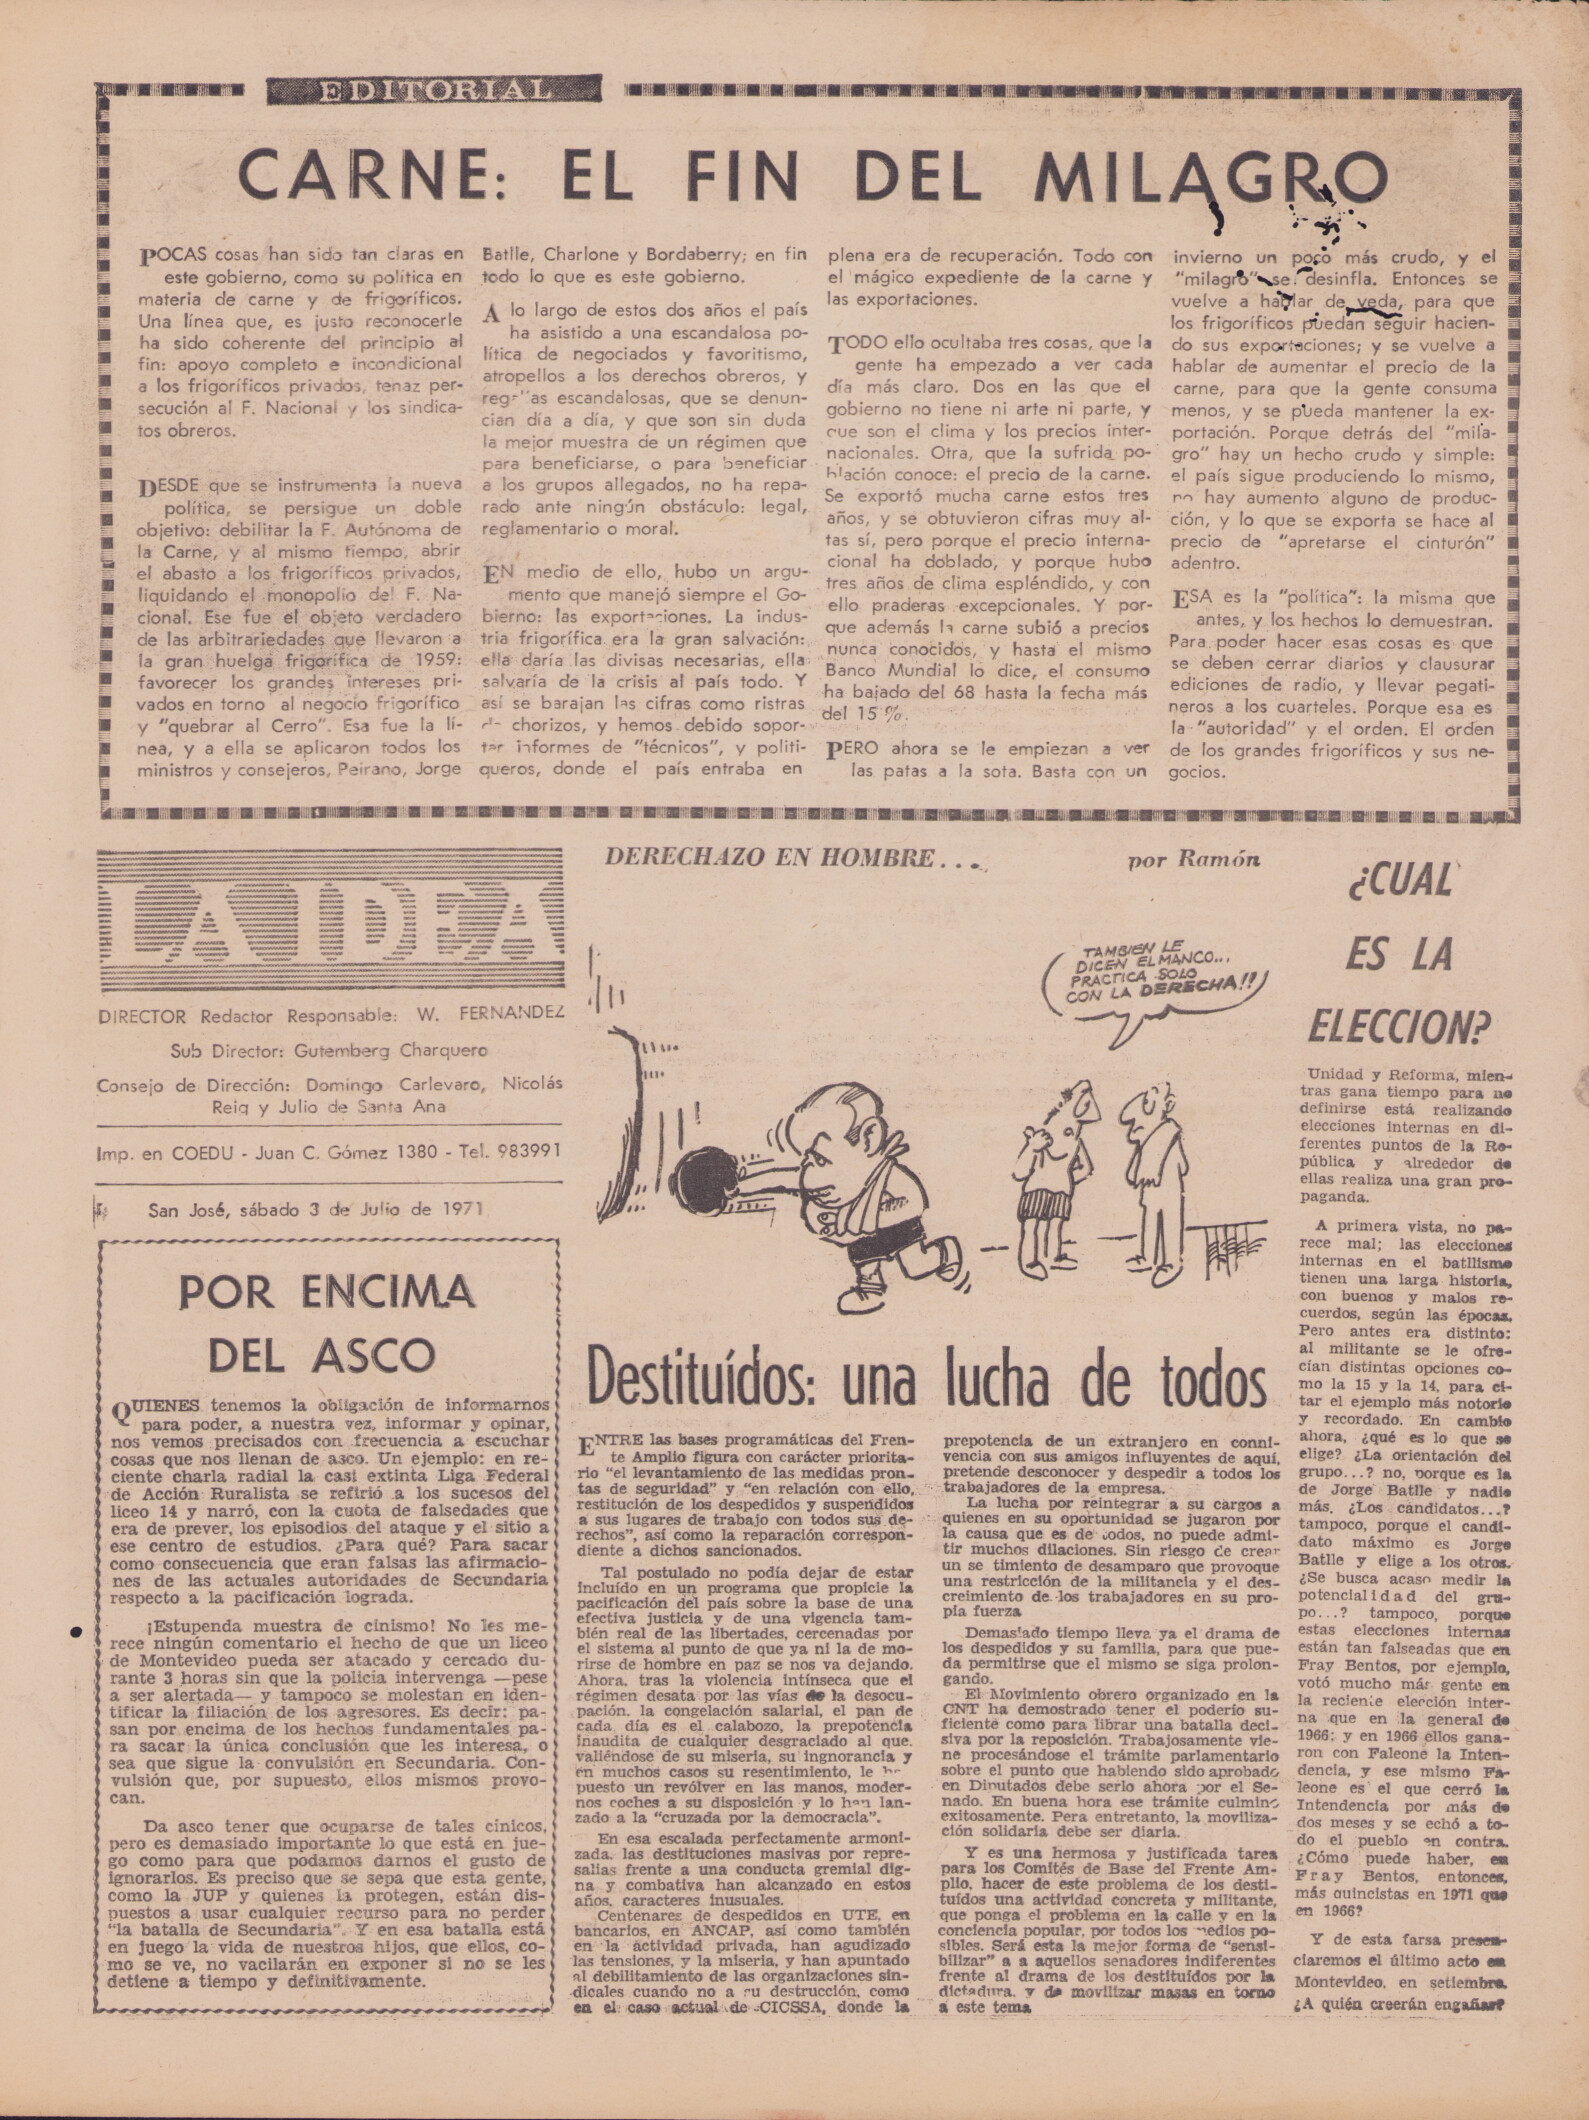 EDITORIAL
CARNE: EL FIN DEL MILAGRO
POCAS cosas han sido tan claras en
este gobierno, como su política en
materia de carne y de frigoríficos.
Una línea que, es justo reconocerle
ha sido coherente del principio al
fin: apoyo completo e incondicional
a los frigoríficos privados, tenaz per-
secución al F. Nacional y los sindica-
tos obreros.
DESDE que se instrumenta la nueva
política, se persigue un doble
objetivo: debilitar la F. Autónoma de
la Carne, y al mismo tiempo, abrir
el abasto a los frigoríficos privados,
liquidando el monopolio del F. Na-
cional. Ese fue el objeto verdadero
de las arbitrariedades que llevaron a
la gran huelga frigorífica de 1959:
favorecer los grandes intereses pri-
vados en torno al negocio frigorífico
y "quebrar al Cerro". Esa fue la lí-
nea, y a ella se aplicaron todos los
ministros y consejeros, Peirano, Jorge
Batlle, Charlone y Bordaberry; en fin
todo lo que es este gobierno.
A lo largo de estos dos años el país
ha asistido a una escandalosa po-
lítica de negociados y favoritismo,
atropellos a los derechos obreros, y
escandalosas, que se denun-
cian día a día, y que son sin duda
la mejor muestra de un régimen que
para beneficiarse, o para beneficiar
a los grupos allegados, no ha repa-
rado ante ningún obstáculo: legal,
reglamentario o moral.
EN medio de ello, hubo un argu-
mento que manejó siempre el Go-
bierno: las exportaciones. La indus-
tria frigorífica era la gran salvación:
ella daría las divisas necesarias, ella
salvaría de la crisis al país todo. Y
así se barajan las cifras como ristras
de chorizos, y hemos debido sopor-
tar informes de "técnicos", y politi-
queros, donde el país entraba en
plena era de recuperación. Todo con
el mágico expediente de la carne y
las exportaciones.
TODO ello ocultaba tres cosas, que la
gente ha empezado a ver cada
día más claro. Dos en las que el
gobierno no tiene ni arte ni parte, y
que son el clima y los precios inter-
nacionales. Otra, que la sufrida po-
blación conoce: el precio de la carne.
Se exportó mucha carne estos tres
años, y se obtuvieron cifras muy al-
tas sí, pero porque el precio interna-
cional ha doblado, y porque hubo
tres años de clima espléndido, y con
ello praderas excepcionales. Y por-
que además la carne subió a precios
nunca conocidos, y hasta el mismo
Banco Mundial lo dice, el consumo
ha bajado del 68 hasta la fecha más
del 15 %.
PERO ahora se le empiezan a ver
las patas a la sota. Basta con un
invierno un poco más crudo, y el
"milagro" se desinfla. Entonces se
vuelve a hablar de veda, para que
los frigoríficos puedan seguir hacien-
do sus exportaciones; y se vuelve a
hablar de aumentar el precio de la
carne, para que la gente consuma
menos, y se pueda mantener la ex-
portación. Porque detrás del "mila-
gro" hay un hecho crudo y simple:
el país sigue produciendo lo mismo,
no hay aumento alguno de produc-
ción, y lo que se exporta se hace al
precio de "apretarse el cinturón"
adentro.
ESA es la "política": la misma que
antes, y los hechos lo demuestran.
Para poder hacer esas cosas es que
se deben cerrar diarios y clausurar
ediciones de radio, y llevar pegati-
neros a los cuarteles. Porque esa es
la "autoridad" y el orden. El orden
de los grandes frigoríficos y sus ne-
gocios.
LA IDEA
DIRECTOR Redactor Responsable: W. FERNANDEZ
Sub Director: Gutemberg Charquero
Consejo de Dirección: Domingo Carlevaro, Nicolás
Reig y Julio de Santa Ana
Imp. en COEDU - Juan C. Gómez 1380 - Tel. 983991
San José, sábado 3 de Julio de 1971
POR ENCIMA
DEL ASCO
QUIENES tenemos la obligación de informarnos
para poder, a nuestra vez, informar y opinar,
nos vemos precisados con frecuencia a escuchar
cosas que nos llenan de asco. Un ejemplo: en re-
ciente charla radial la casi extinta Liga Federal
de Acción Ruralista se refirió a los sucesos del
liceo 14 y narró, con la cuota de falsedades que
era de prever, los episodios del ataque y el sitio a
ese centro de estudios. ¿Para qué? Para sacar
como consecuencia que eran falsas las afirmacio-
nes de las actuales autoridades de Secundaria
respecto a la pacificación lograda.
¡Estupenda muestra de cinismo! No les me-
rece ningún comentario el hecho de que un liceo
de Montevideo pueda ser atacado y cercado du-
rante 3 horas sin que la policía intervenga —pese
a ser alertada— y tampoco se molestan en iden-
tificar la filiación de los agresores. Es decir: pa-
san por encima de los hechos fundamentales pa-
ra sacar la única conclusión que les interesa, o
sea que sigue la convulsión en Secundaria. Con-
vulsión que, por supuesto, ellos mismos provo-
can.
Da asco tener que ocuparse de tales cínicos,
pero es demasiado importante lo que está en jue-
go como para que podamos darnos el gusto de
ignorarlos. Es preciso que se sepa que esta gente,
como la JUP y quienes la protegen, están dis-
puestos a usar cualquier recurso para no perder
"la batalla de Secundaria". Y en esa batalla está
en juego la vida de nuestros hijos, que ellos, co-
mo se ve, no vacilarán en exponer si no se les
detiene a tiempo y definitivamente.
DERECHAZO EN HOMBRE...
por Ramón
TAMBIEN LE
DICEN EL MANCO...
PRACTICA SOLO
CON LA DERECHA!!
Destituídos: una lucha de todos
ENTRE las bases programáticas del Fren-
te Amplio figura con carácter priorita-
rio "el levantamiento de las medidas pron-
tas de seguridad" y "en relación con ello,
restitución de los despedidos y suspendidos
a sus lugares de trabajo con todos sus de-
rechos", así como la reparación correspon-
diente a dichos sancionados.
Tal postulado no podía dejar de estar
incluído en un programa que propicie la
pacificación del país sobre la base de una
efectiva justicia y de una vigencia tam-
bién real de las libertades, cercenadas por
el sistema al punto de que ya ni la de mo-
rirse de hombre en paz se nos va dejando.
Ahora, tras la violencia intínseca que el
régimen desata por las vías de la desocu-
pación, la congelación salarial, el pan de
cada día es el calabozo, la prepotencia
inaudita de cualquier desgraciado al que,
valiéndose de su miseria, su ingnorancia y
en muchos casos su resentimiento, le
puesto un revólver en las manos, moder-
nos coches a su disposición y lo han lan-
zado a la "cruzada por la democracia".
En esa escalada perfectamente armoni-
zada, las destituciones masivas por repre-
salias frente a una conducta gremial dig-
na y combativa han alcanzado en estos
años, caracteres inusuales.
Centenares de despedidos en UTE, en
bancarios, en ANCAP, así como también
en la actividad privada, han agudizado
las tensiones, y la miseria, y han apuntado
al debilitamiento de las organizaciones sin-
dicales cuando no a su destrucción, como
en el caso actual de CICSSA, donde la
prepotencia de un extranjero en conni-
vencia con sus amigos influyentes de aquí,
pretende desconocer y despedir a todos los
trabajadores de la empresa.
La lucha por reintegrar a su cargos a
quienes en su oportunidad se jugaron por
la causa que es de todos, no puede admi-
tir muchos dilaciones. Sin riesgo de crear
un se timiento de desamparo que provoque
una restricción de la militancia y el des-
creimiento de los trabajadores en su pro-
pia fuerza
Demasiado tiempo lleva ya el drama de
los despedidos y su familia, para que pue-
da permitirse que el mismo se siga prolon-
gando.
El Movimiento obrero organizado en la
CNT ha demostrado tener el poderío su-
ficiente como para librar una batalla deci-
siva por la reposición. Trabajosamente vie-
ne procesándose el trámite parlamentario
sobre el punto que habiendo sido aprobado
en Diputados debe serlo ahora por el Se-
nado. En buena hora ese trámite culmine
exitosamente. Pera entretanto, la moviliza-
ción solidaria debe ser diaria.
Y es una hermosa y justificada tarea
para los Comités de Base del Frente Am-
plio, hacer de este problema de los desti-
tuídos una actividad concreta y militante,
que ponga el problema en la calle y en la
conciencia popular, por todos los medios po-
sibles. Será esta la mejor forma de "sensi-
bilizar" a a aquellos senadores indiferentes
frente al drama de los destituídos por la
dictadura, y de movilizar masas en torno
a este tema
¿CUAL
ES LA
ELECCION?
Unidad y Reforma, mien-
tras gana tiempo para no
definirse está realizando
elecciones internas en di-
ferentes puntos de la Re-
pública y alrededor de
ellas realiza una gran pro-
paganda.
A primera vista, no pa-
rece mal; las elecciones
internas en el batllismo
tienen una larga historia,
con buenos y malos re-
cuerdos, según las épocas.
Pero antes era distinto:
al militante se le ofre-
cían distintas opciones co-
mo la 15 y la 14, para ci-
tar el ejemplo más notorio
y recordado. En cambio
ahora, ¿qué es lo que se
elige? ¿La orientación del
grupo...? no, porque es la
de Jorge Batlle y nadie
más. ¿Los candidatos...?
tampoco, porque el candi-
dato máximo es Jorge
Batlle y elige a los otros.
¿Se busca acaso medir la
potencialidad del gru-
po...? tampoco, porque
estas elecciones internas
están tan falseadas que en
Fray Bentos, por ejemplo,
votó mucho más gente en
la reciente elección inter-
na que en la general de
1966; y en 1966 ellos gana-
ron con Faleone la Inten-
dencia, y ese mismo Fa-
leone es el que cerró la
Intendencia por más de
dos meses y se echó a to-
do el pueblo en contra.
¿Cómo puede haber, en
Fray Bentos, entonces,
más quincistas en 1971 que
en 1966?
Y de esta farsa presen-
ciaremos el último acto en
Montevideo, en setiembre.
¿A quién creerán engañar?